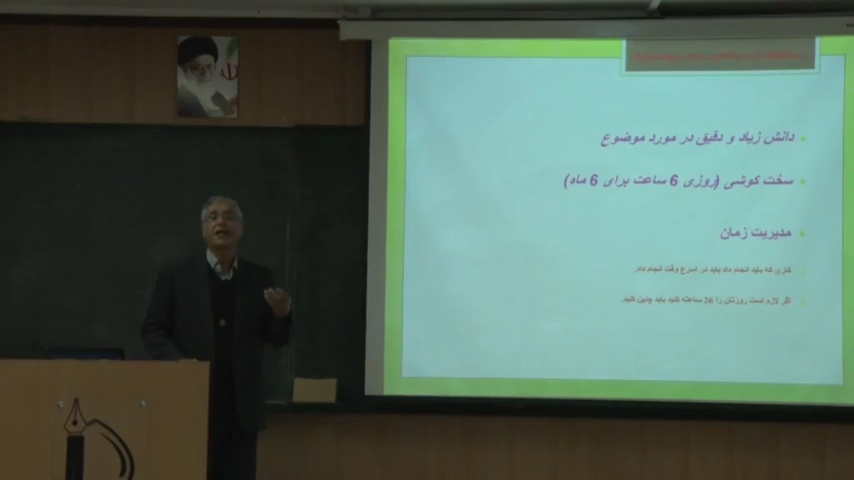 دانش زیاد و دقیق در مورد موضوع
سخت کوشی (روزی 6 ساعت برای 6 ماه)
مدیریت زمان
کاری که باید انجام داد باید در اسرع وقت انجام داد.
اگر لازم است روزتان را 26 ساعته کنید باید چنین کنید.